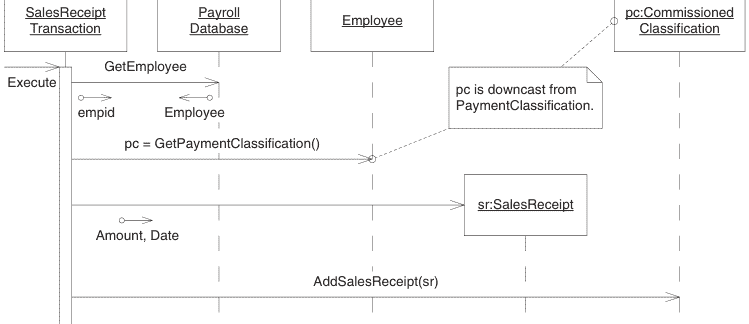 SalesReceipt
Transaction
Payroll
Database
Employee
pc:Commissioned
Classification
Execute
GetEmployee
empid
Employee
pc is downcast from
PaymentClassification.
pc = GetPaymentClassification()
sr:SalesReceipt
Amount, Date
AddSalesReceipt(sr)